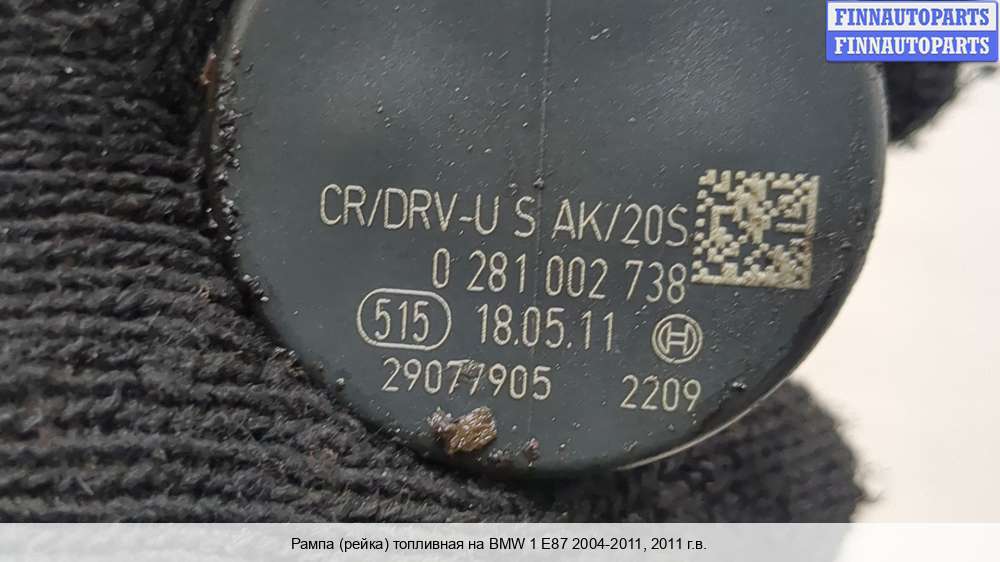 FINNAUTOPARTS
FINNAUTOPARTS
CR/DRV-U S AK/20S
0 281 002 738
515 18.05.11
29077905 2209
Рампа (рейка) топливная на BMW 1 E87 2004-2011, 2011 г.в.